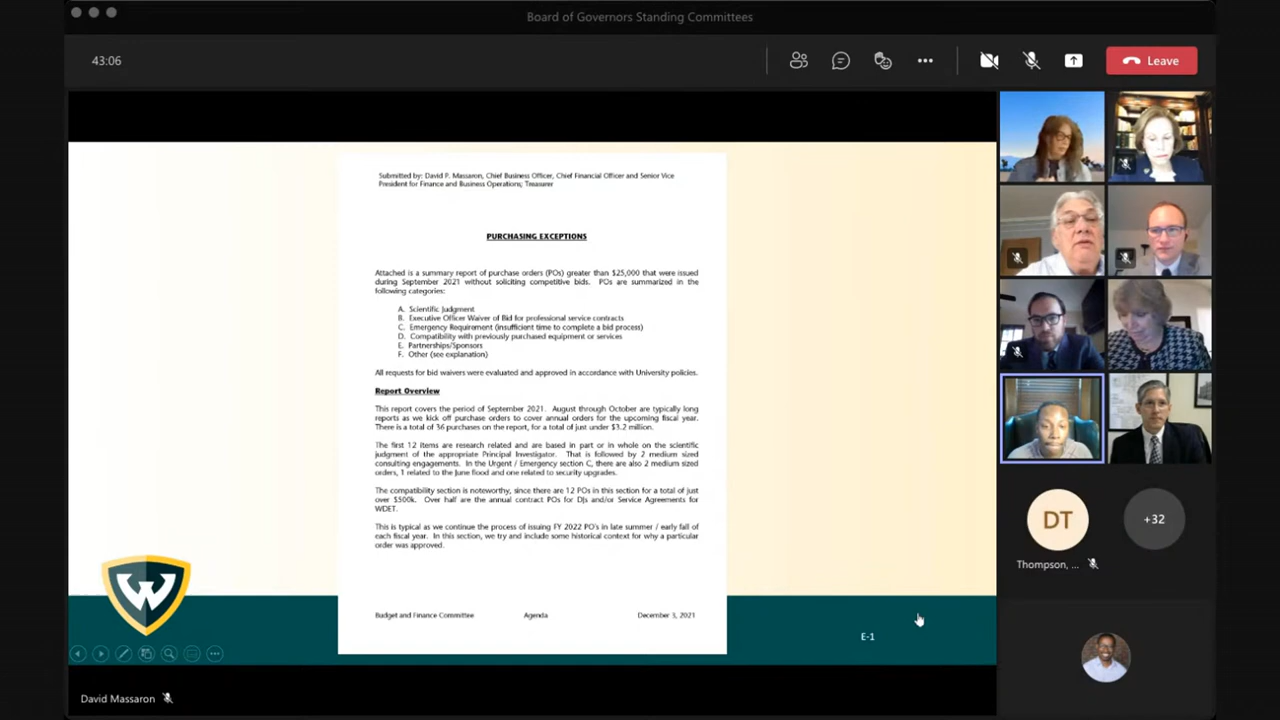 Board of Governors Standing Committees
43:06
Leave
Submitted by: David P. Massaron, Chief Business Officer, Chief Financial Officer and Senior Vice
President for Finance and Business Operations; Treasurer
PURCHASING EXCEPTIONS
Attached is a summary report of purchase orders (POs) greater than $25,000 that were issued
during September 2021 without soliciting competitive bids. POs are summarized in the
following categories:
A. Scientific Judgment
B. Executive Officer Waiver of Bid for professional service contracts
C. Emergency Requirement (insufficient time to complete a bid process)
D. Compatibility with previously purchased equipment or services
E. Partnerships/Sponsors
F. Other (see explanation)
All requests for bid waivers were evaluated and approved in accordance with University policies.
Report Overview
This report covers the period of September 2021. August through October are typically long
reports as we kick off purchase orders to cover annual orders for the upcoming fiscal year.
There is a total of 36 purchases on the report, for a total of just under $3.2 million.
The first 12 items are research related and are based in part or in whole on the scientific
judgment of the appropriate Principal Investigator. That is followed by 2 medium sized
consulting engagements. In the Urgent / Emergency section C, there are also 2 medium sized
orders, 1 related to the June flood and one related to security upgrades.
The compatibility section is noteworthy, since there are 12 POs in this section for a total of just
over $500k. Over half are the annual contract POs for DJs and/or Service Agreements for
WDET.
This is typical as we continue the process of issuing FY 2022 PO's in late summer / early fall of
each fiscal year. In this section, we try and include some historical context for why a particular
order was approved.
Budget and Finance Committee Agenda December 3, 2021
E-1
W
DT
+32
Thompson, ...
David Massaron